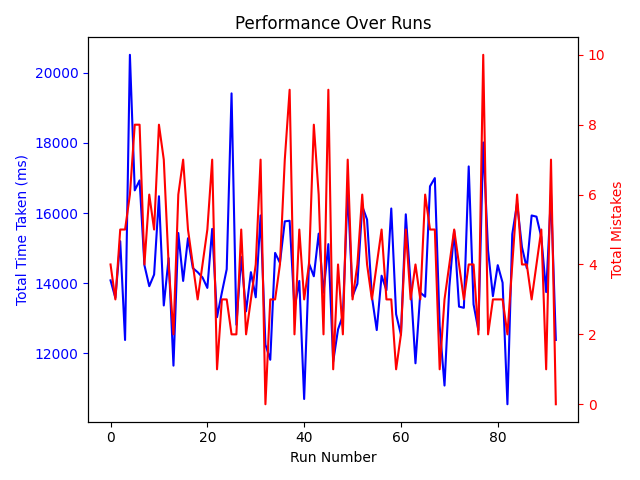 Performance Over Runs
Total Time Taken (ms)
20000
18000
16000
14000
12000
10
8
6
4
2
0
Total Mistakes
0 20 40 60 80
Run Number